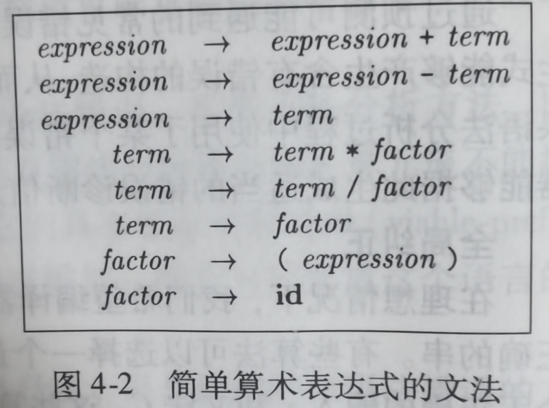 expression → expression + term
expression → expression - term
expression → term
term → term * factor
term → term / factor
term → factor
factor → ( expression )
factor → id
图 4-2 简单算术表达式的文法